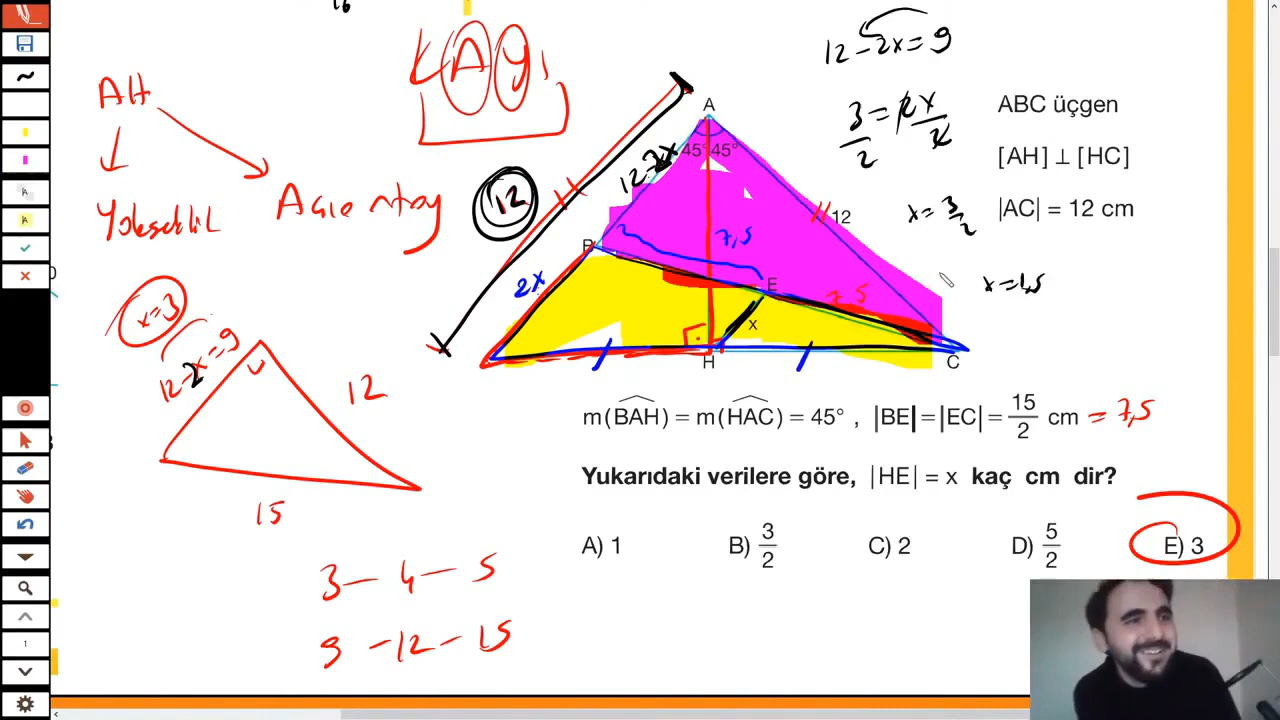 12 - 2x = 9
AH
Açıortay
45° 45°
A
12-2x
12
12
7,5
B
2x
E
x
H
C
3/2 = 2x/2
x = 3/2
x = 1,5
ABC üçgen
[AH] ⊥ [HC]
|AC| = 12 cm
x=3
12-2x=9
12
15
3 - 4 - 5
9 - 12 - 15
m(BAH) = m(HAC) = 45° , |BE| = |EC| = 15/2 cm = 7,5
Yukarıdaki verilere göre, |HE| = x kaç cm dir?
A) 1 B) 3/2 C) 2 D) 5/2 E) 3